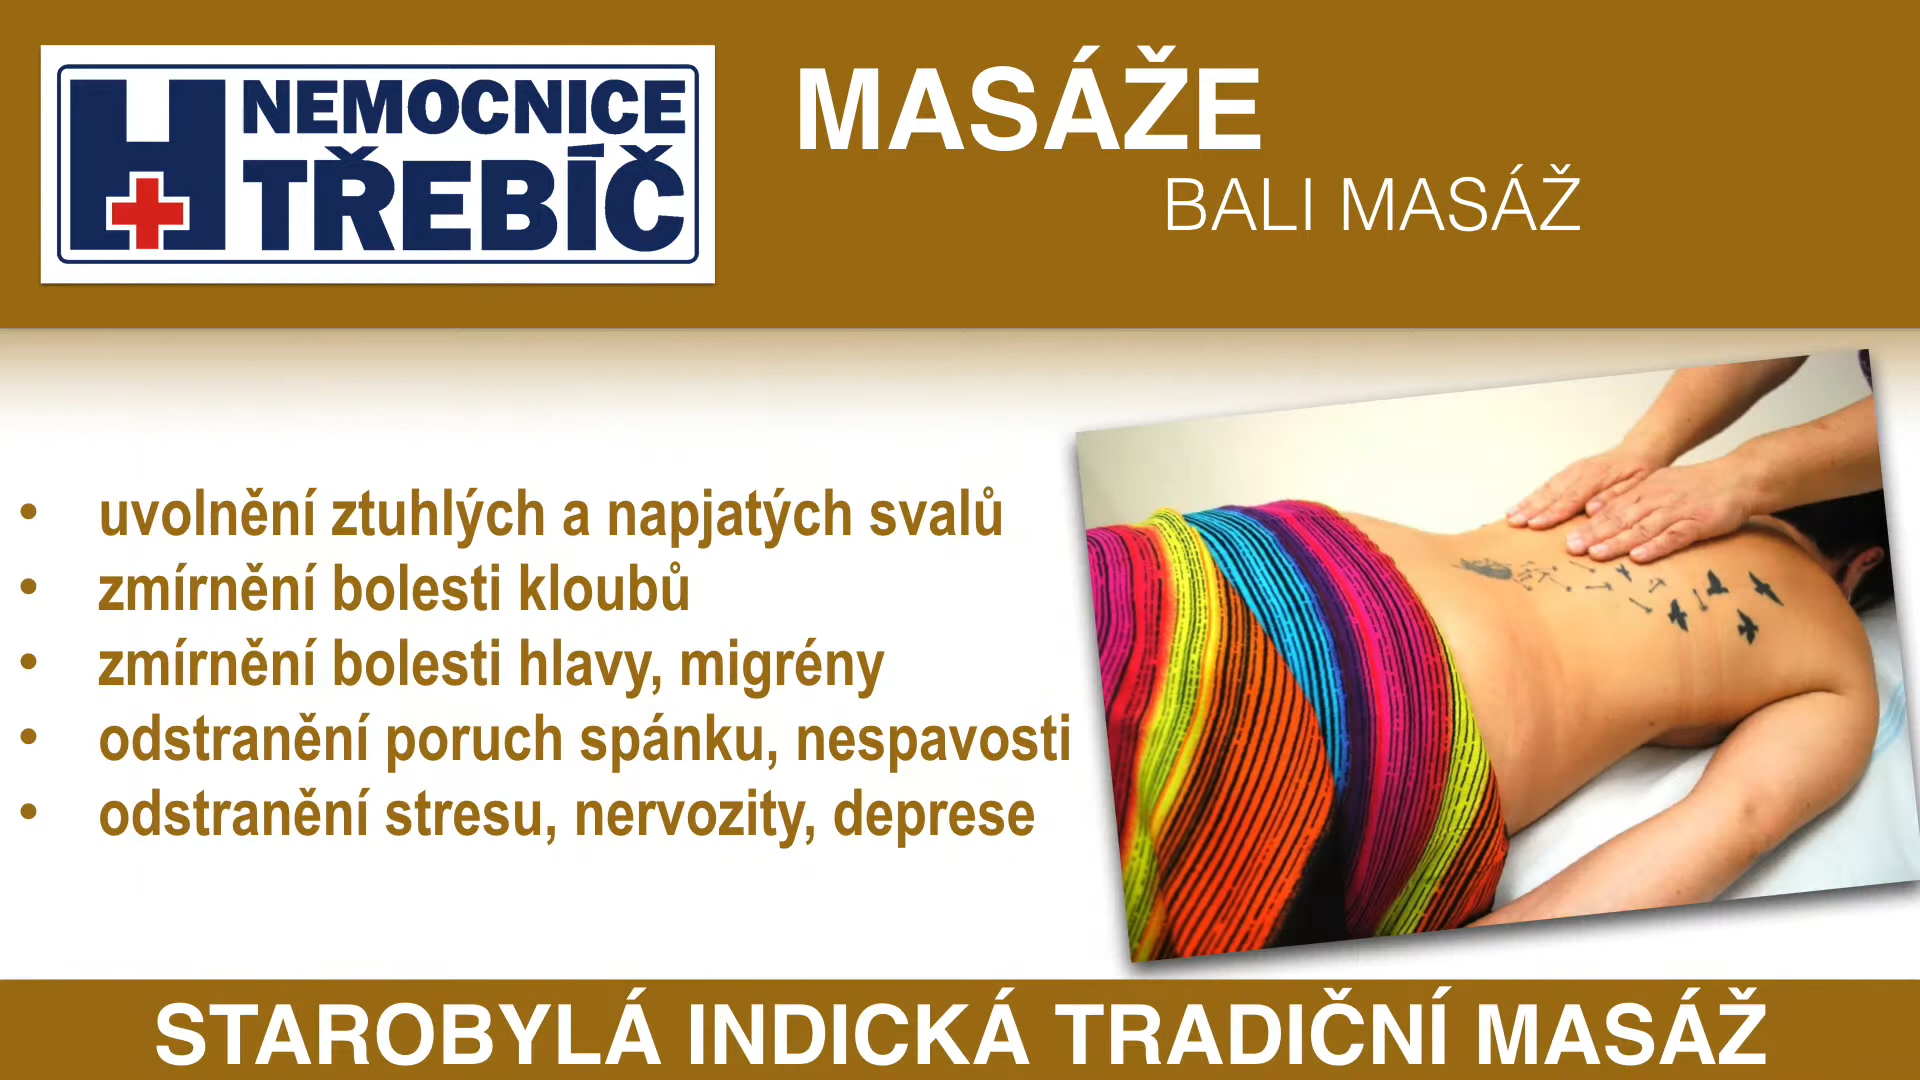 NEMOCNICE
TŘEBÍČ
MASÁŽE
BALI MASÁŽ
• uvolnění ztuhlých a napjatých svalů
• zmírnění bolesti kloubů
• zmírnění bolesti hlavy, migrény
• odstranění poruch spánku, nespavosti
• odstranění stresu, nervozity, deprese
STAROBYLÁ INDICKÁ TRADIČNÍ MASÁŽ